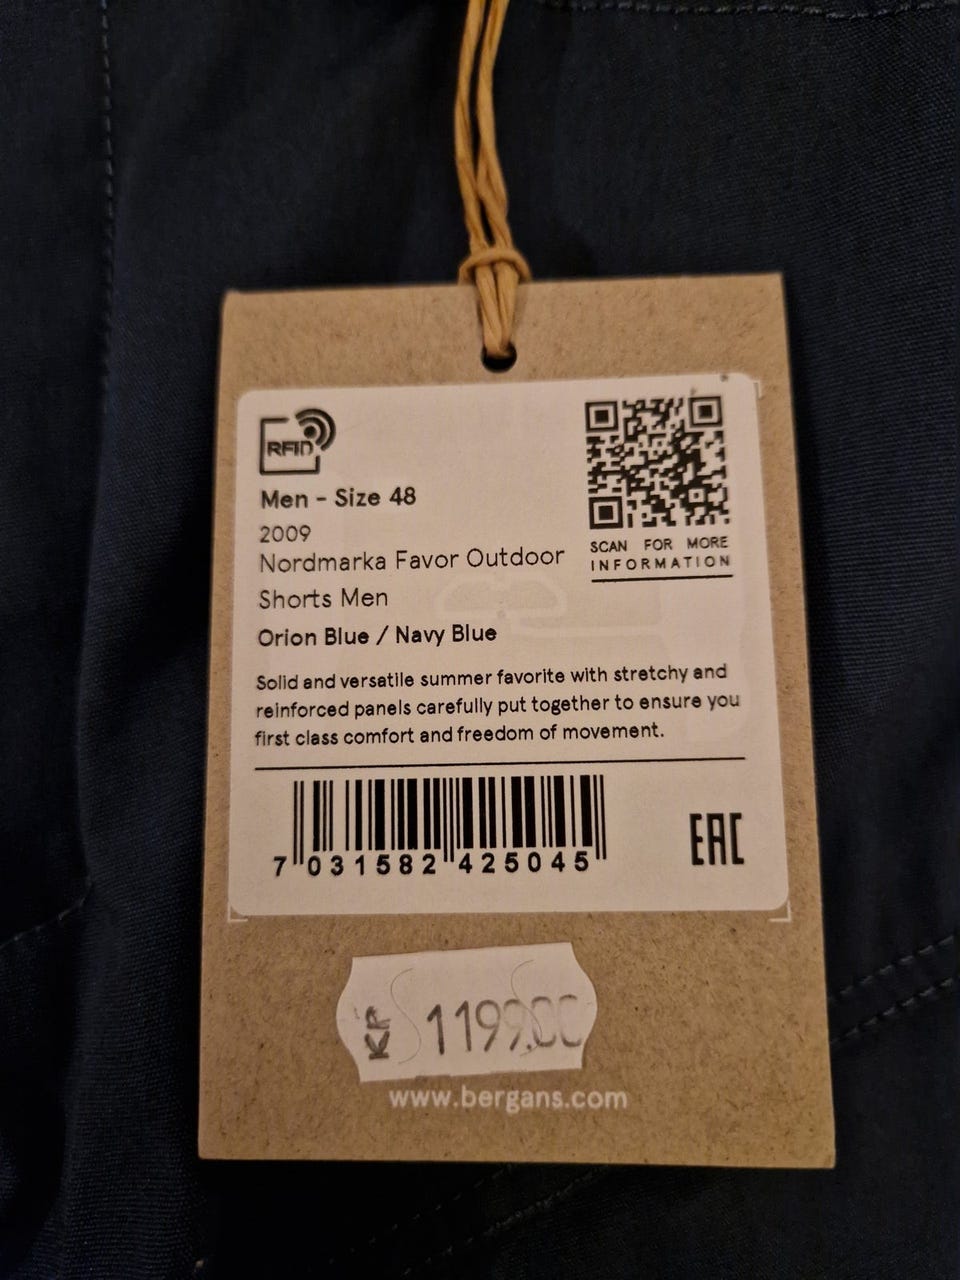 RFID
Men - Size 48
2009
Nordmarka Favor Outdoor
Shorts Men
Orion Blue / Navy Blue
SCAN FOR MORE
INFORMATION
Solid and versatile summer favorite with stretchy and
reinforced panels carefully put together to ensure you
first class comfort and freedom of movement.
7 031582 425045
EAC
KP 1199.00
www.bergans.com